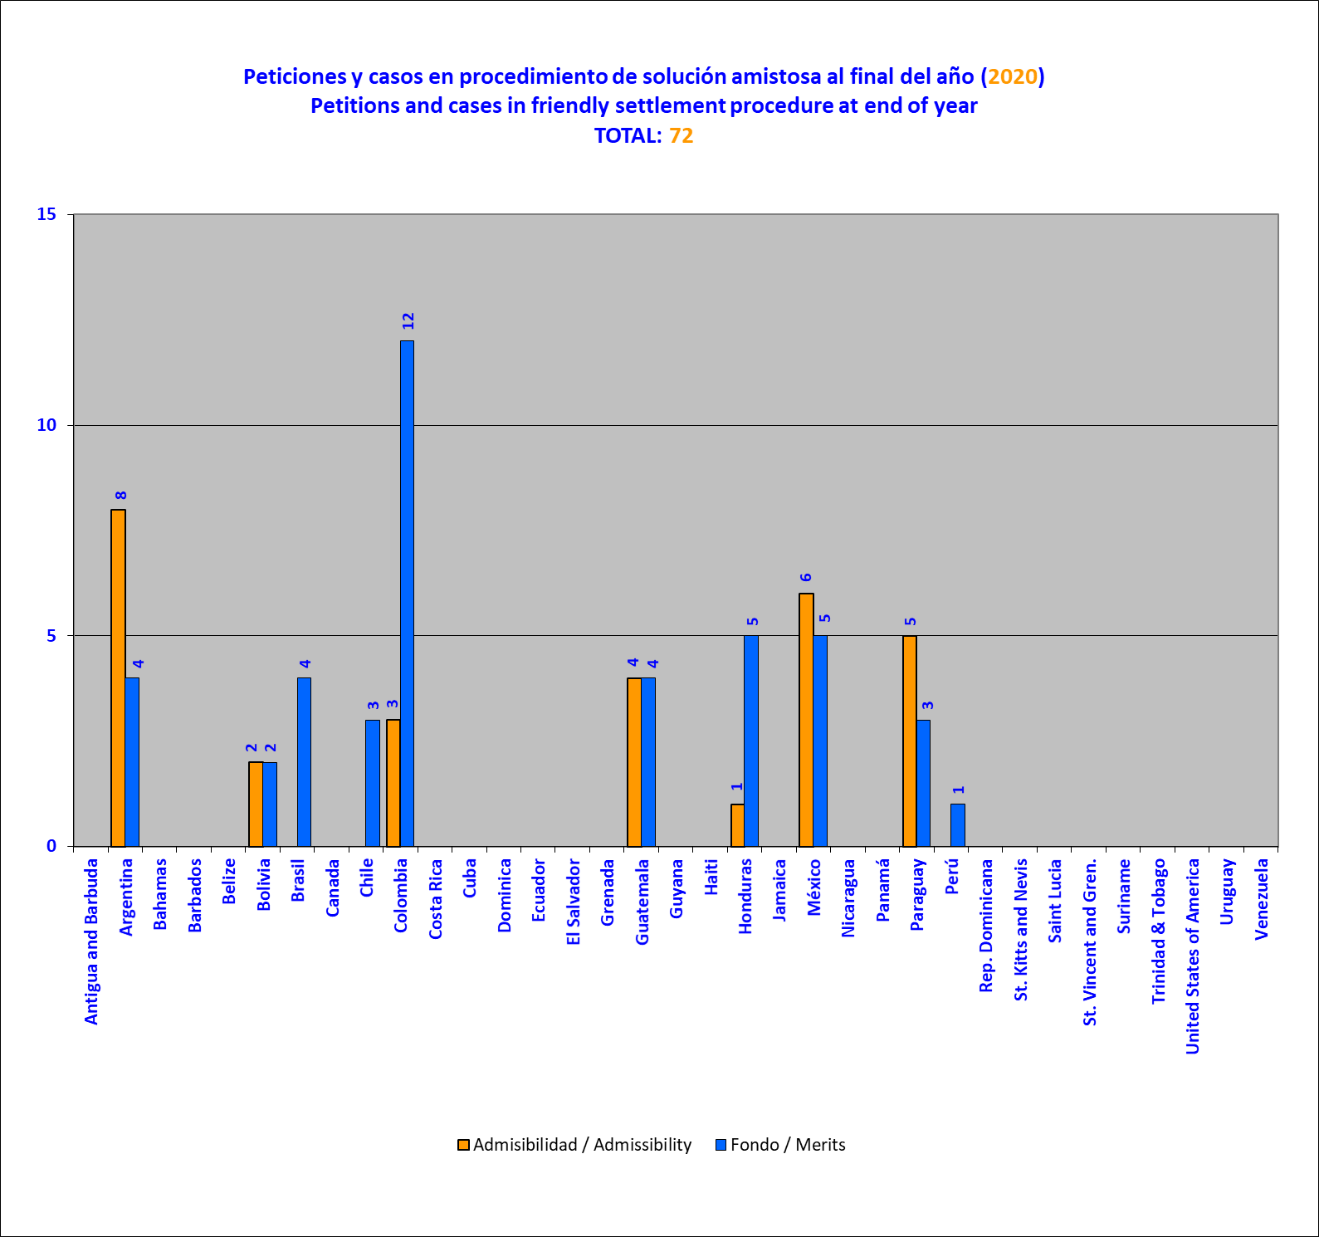 Peticiones y casos en procedimiento de solución amistosa al final del año (2020)
Petitions and cases in friendly settlement procedure at end of year
TOTAL: 72
15
10
5
0
8
4
2
2
4
3
3
12
4
4
1
5
6
5
5
3
1
Antigua and Barbuda
Argentina
Bahamas
Barbados
Belize
Bolivia
Brasil
Canada
Chile
Colombia
Costa Rica
Cuba
Dominica
Ecuador
El Salvador
Grenada
Guatemala
Guyana
Haiti
Honduras
Jamaica
México
Nicaragua
Panamá
Paraguay
Perú
Rep. Dominicana
St. Kitts and Nevis
Saint Lucia
St. Vincent and Gren.
Suriname
Trinidad & Tobago
United States of America
Uruguay
Venezuela
Admisibilidad / Admissibility
Fondo / Merits